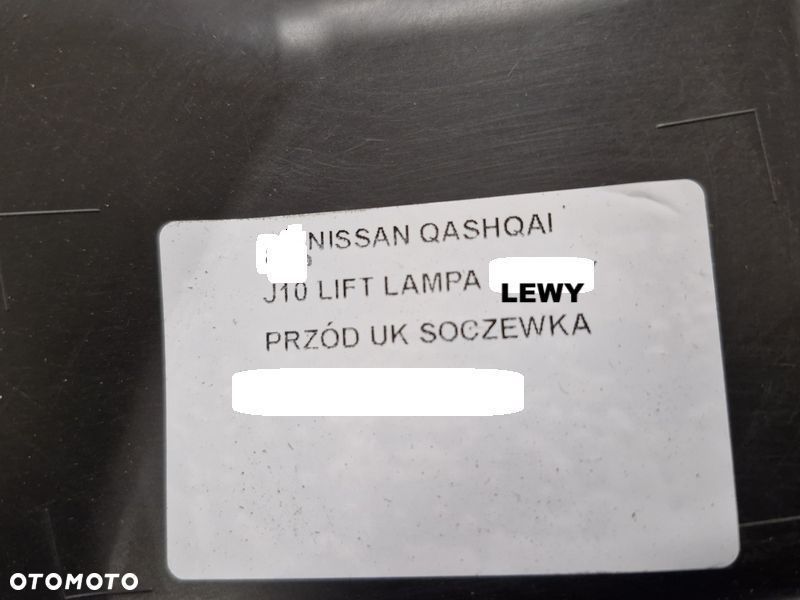 NISSAN QASHQAI
J10 LIFT LAMPA LEWY
PRZÓD UK SOCZEWKA
OTOMOTO